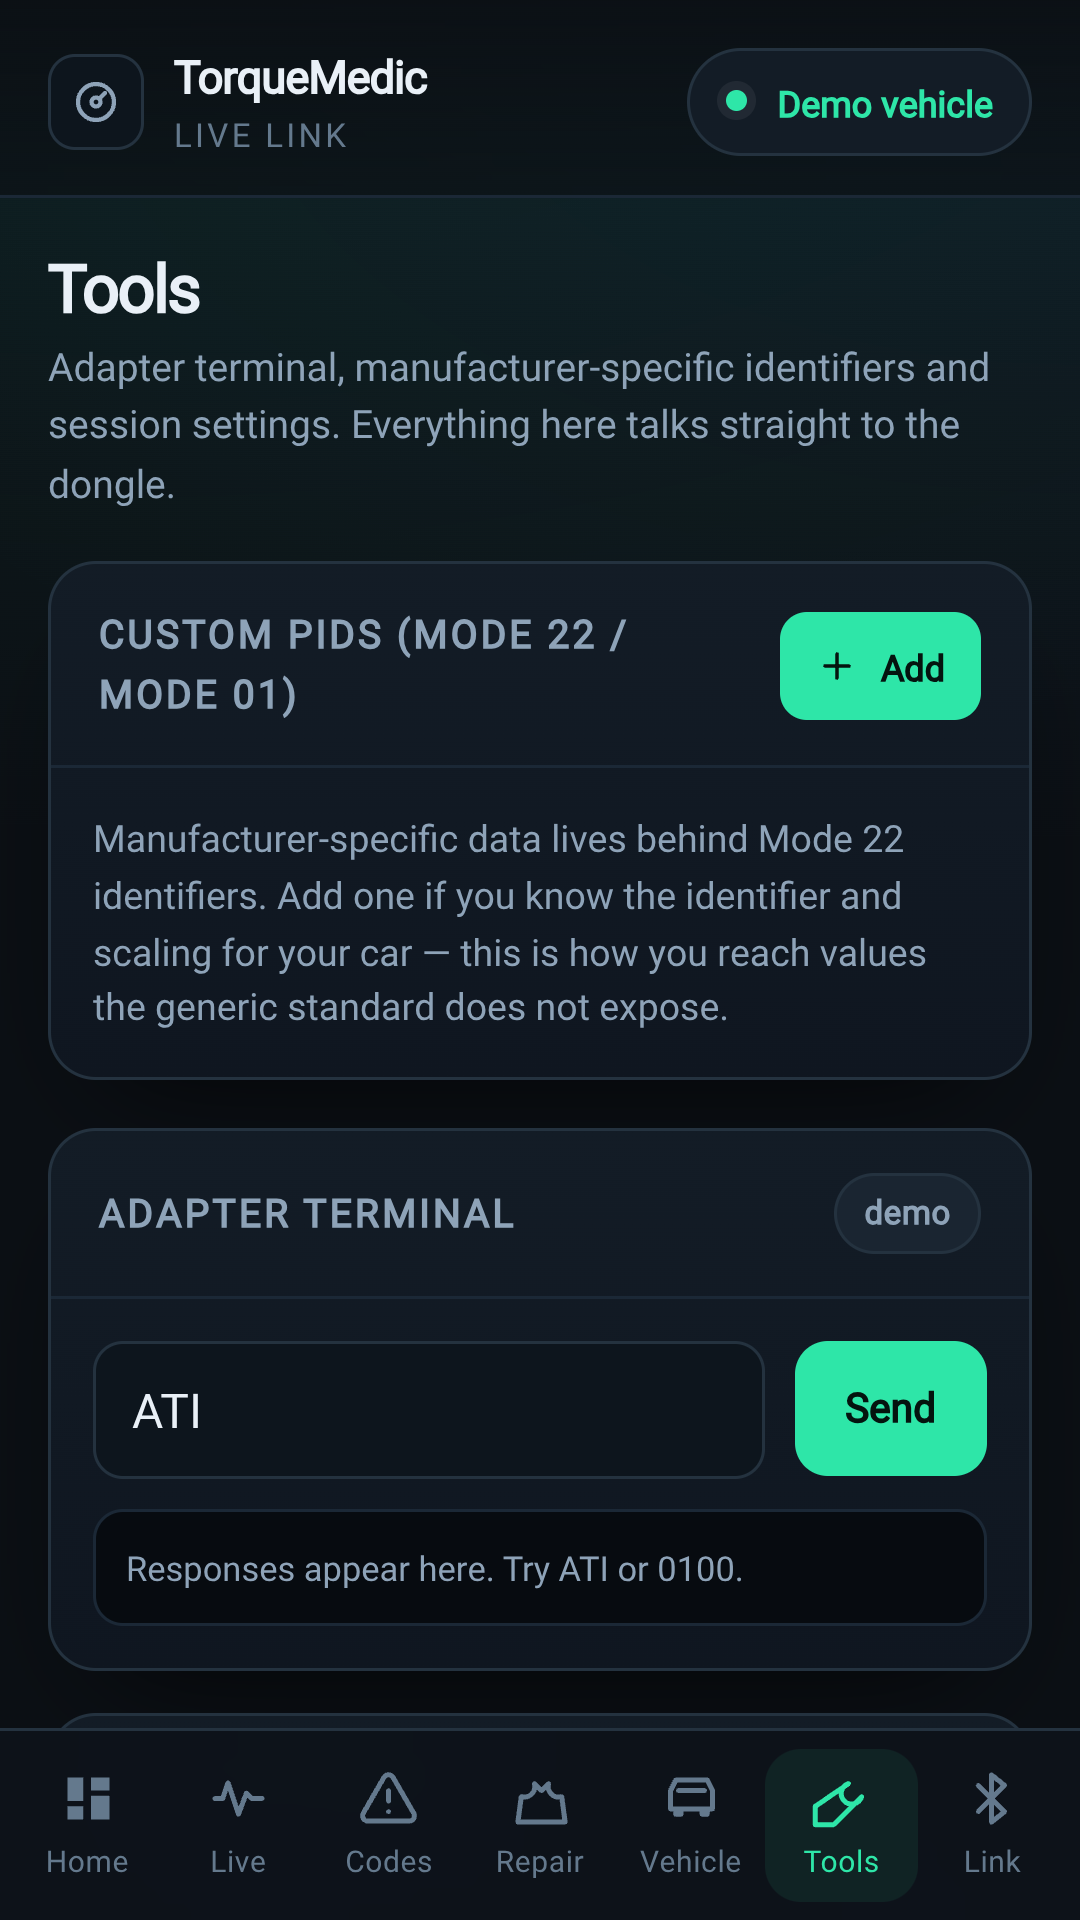 TorqueMedic
LIVE LINK
Demo vehicle
Tools
Adapter terminal, manufacturer-specific identifiers and
session settings. Everything here talks straight to the
dongle.
CUSTOM PIDS (MODE 22 /
MODE 01)
Add
Manufacturer-specific data lives behind Mode 22
identifiers. Add one if you know the identifier and
scaling for your car — this is how you reach values
the generic standard does not expose.
ADAPTER TERMINAL
demo
ATI
Send
Responses appear here. Try ATI or 0100.
Home
Live
Codes
Repair
Vehicle
Tools
Link